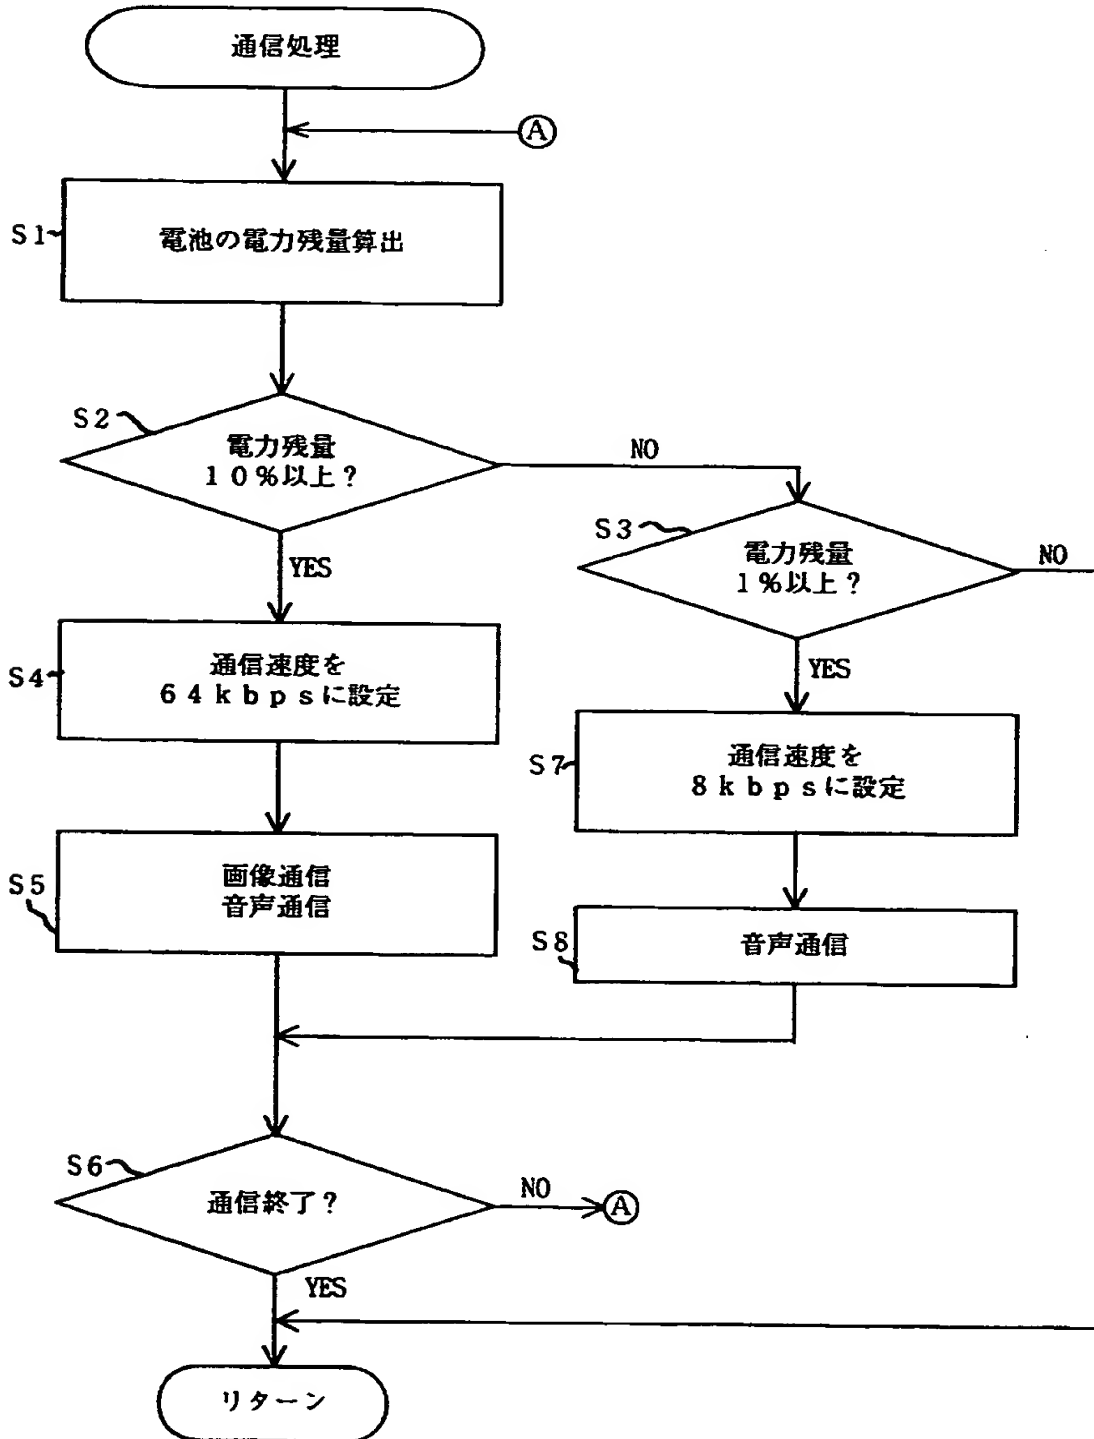 通信処理
Ⓐ
S1
電池の電力残量算出
S2
電力残量
10%以上?
NO
S3
電力残量
1%以上?
NO
YES
YES
S4
通信速度を
64kbpsに設定
S7
通信速度を
8kbpsに設定
S5
画像通信
音声通信
S8
音声通信
S6
通信終了?
NO
Ⓐ
YES
リターン